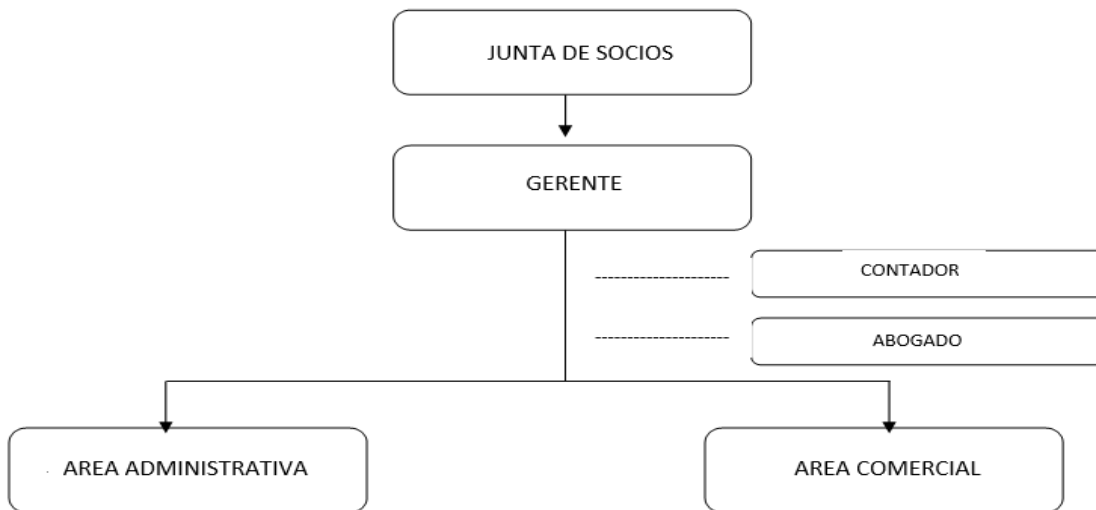 JUNTA DE SOCIOS
GERENTE
CONTADOR
ABOGADO
AREA ADMINISTRATIVA
AREA COMERCIAL